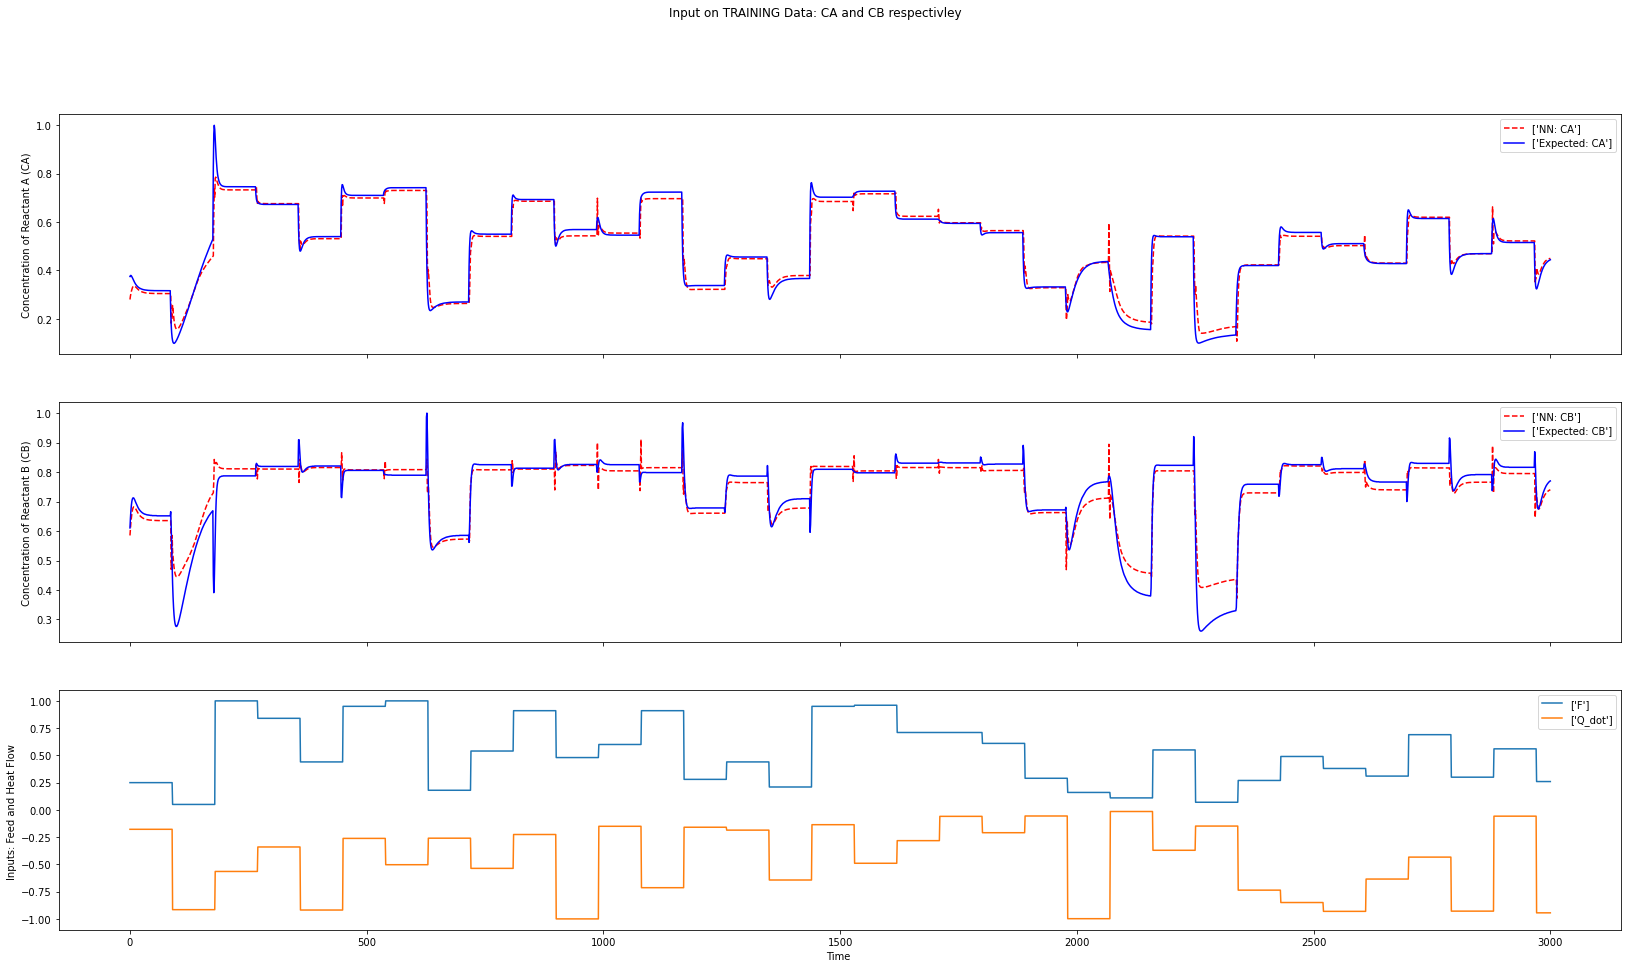 Input on TRAINING Data: CA and CB respectivley
Concentration of Reactant A (CA)
1.0
0.8
0.6
0.4
0.2
['NN: CA']
['Expected: CA']
Concentration of Reactant B (CB)
1.0
0.9
0.8
0.7
0.6
0.5
0.4
0.3
['NN: CB']
['Expected: CB']
Inputs: Feed and Heat Flow
1.00
0.75
0.50
0.25
0.00
−0.25
−0.50
−0.75
−1.00
['F']
['Q_dot']
0 500 1000 1500 2000 2500 3000
Time